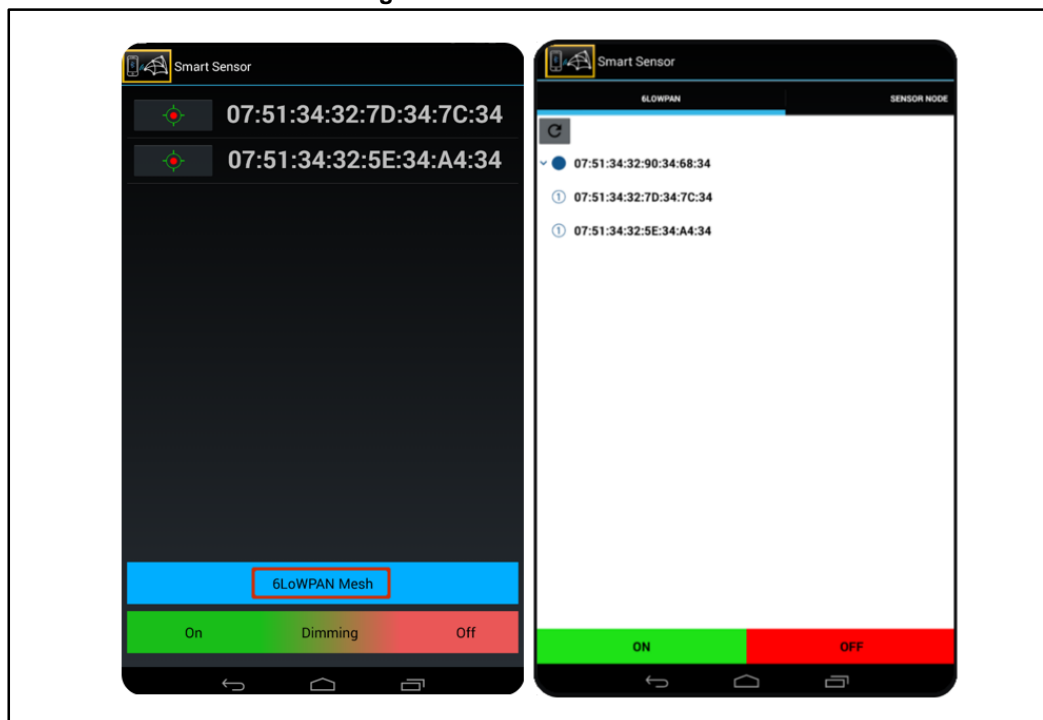 Smart Sensor
07:51:34:32:7D:34:7C:34
07:51:34:32:5E:34:A4:34
6LoWPAN Mesh
On Dimming Off
Smart Sensor
6LOWPAN SENSOR NODE
07:51:34:32:90:34:68:34
1 07:51:34:32:7D:34:7C:34
1 07:51:34:32:5E:34:A4:34
ON OFF